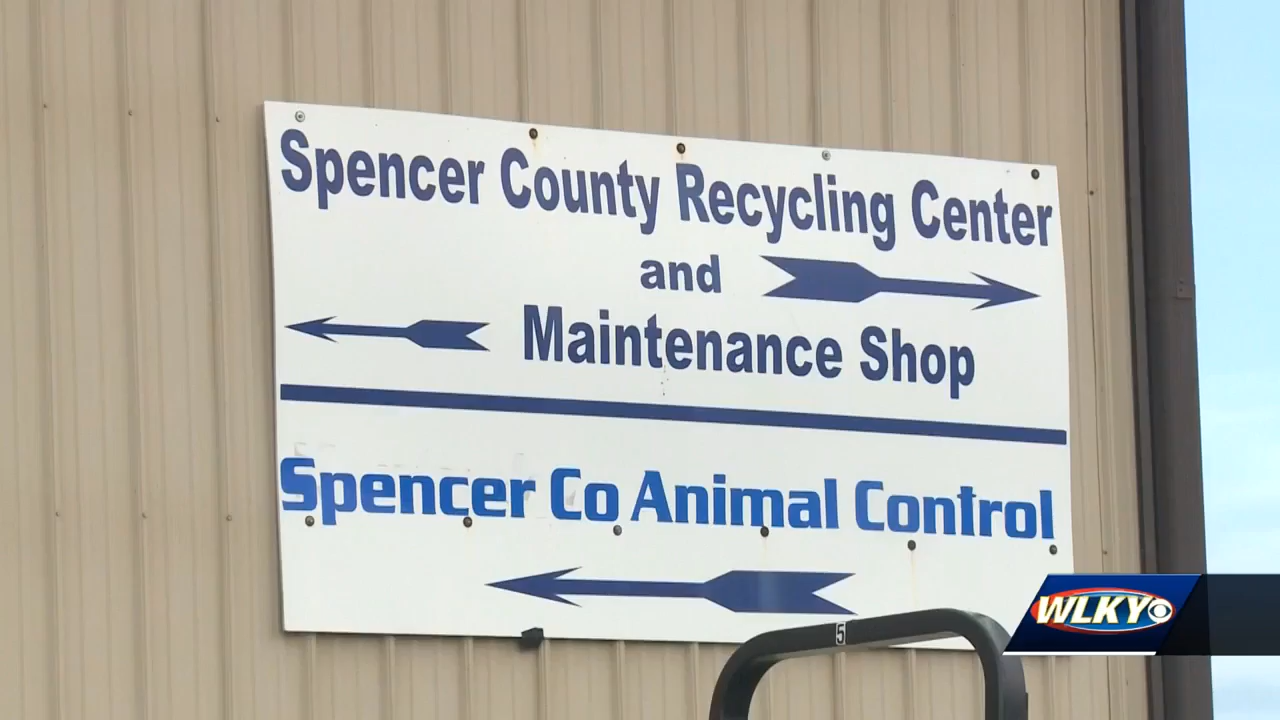 Spencer County Recycling Center
and
Maintenance Shop
Spencer Co Animal Control
5
WLKY